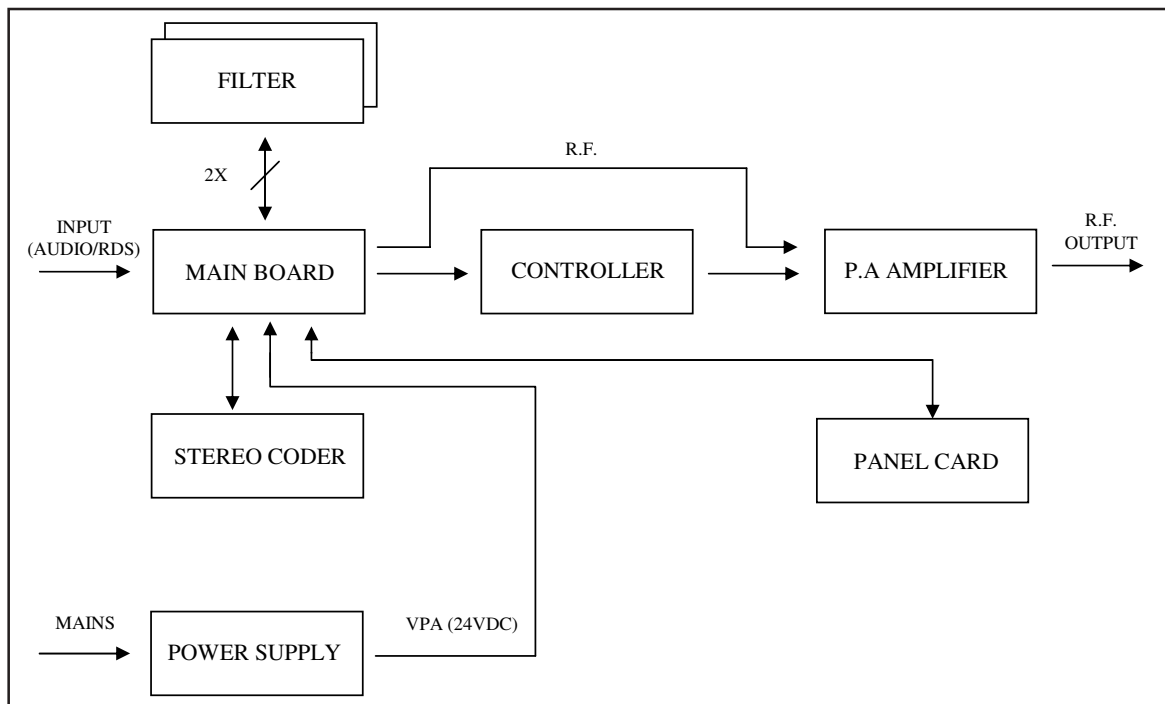 FILTER
2X
R.F.
INPUT
(AUDIO/RDS)
MAIN BOARD
CONTROLLER
P.A AMPLIFIER
R.F.
OUTPUT
STEREO CODER
PANEL CARD
MAINS
POWER SUPPLY
VPA (24VDC)